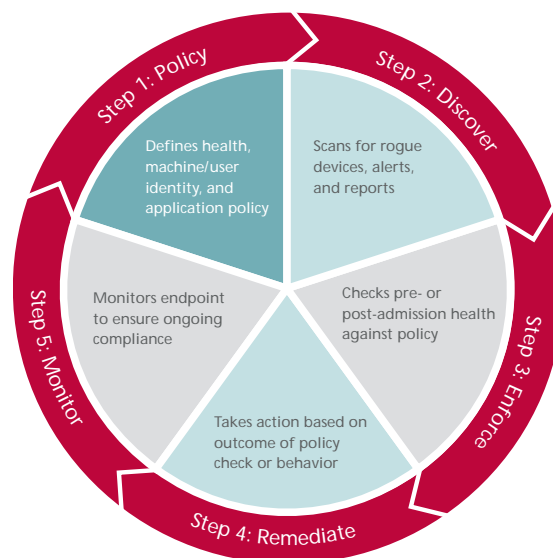 Step 1: Policy
Defines health,
machine/user
identity, and
application policy
Step 2: Discover
Scans for rogue
devices, alerts,
and reports
Step 3: Enforce
Checks pre- or
post-admission health
against policy
Step 4: Remediate
Takes action based on
outcome of policy
check or behavior
Step 5: Monitor
Monitors endpoint
to ensure ongoing
compliance